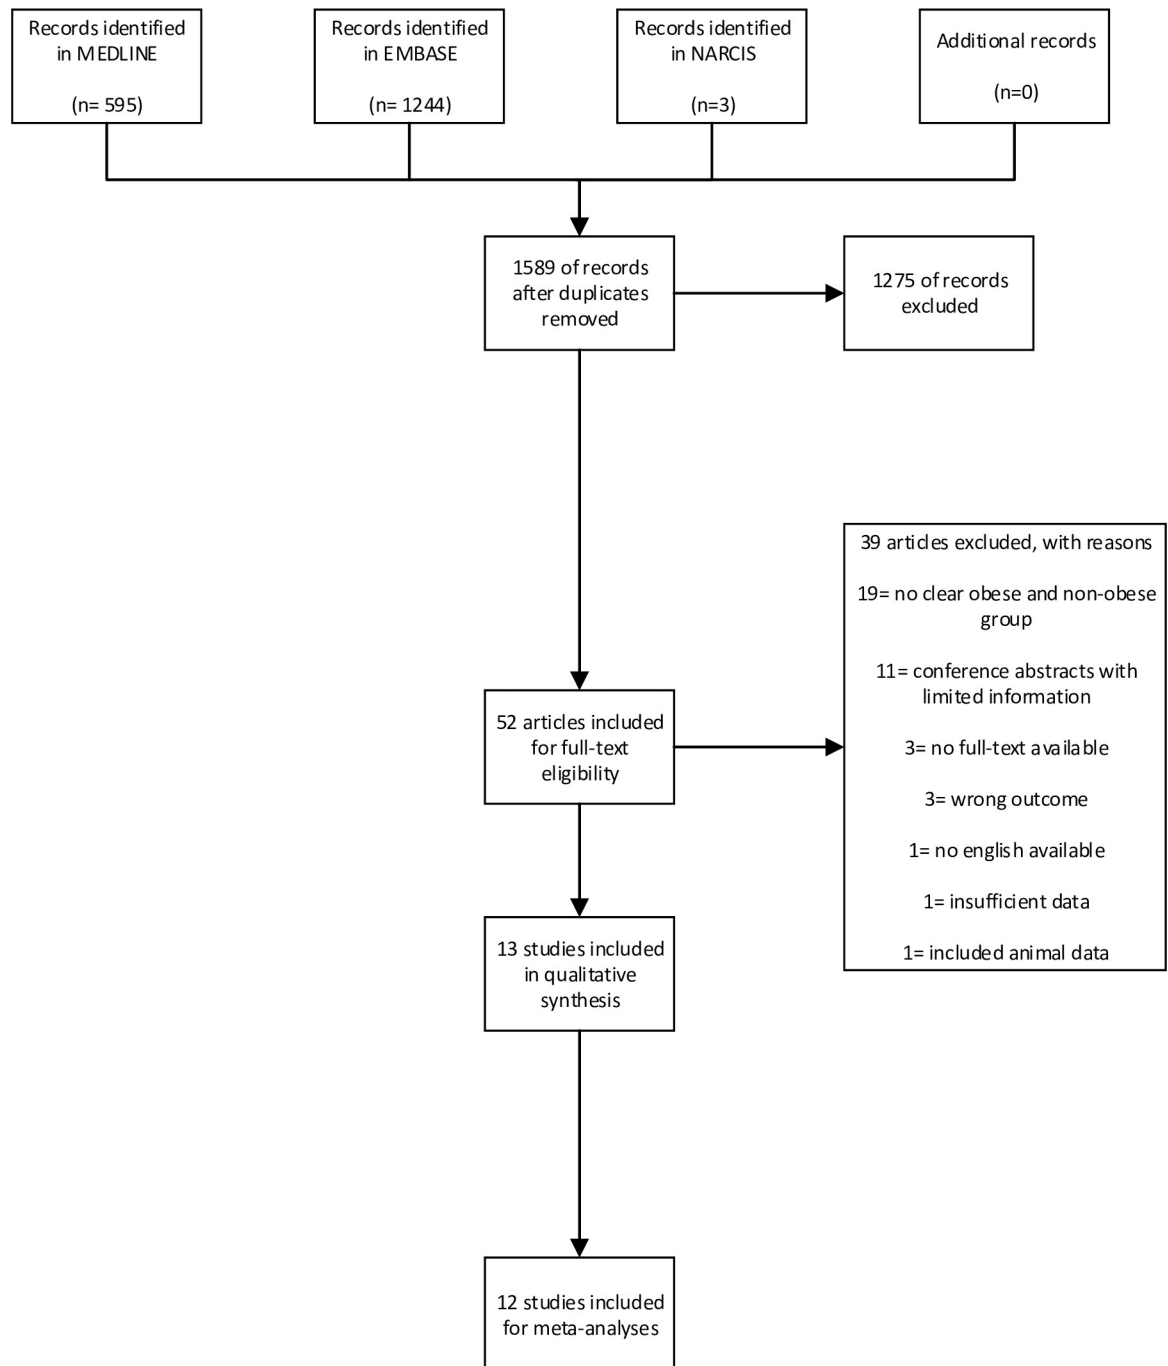 Records identified
in MEDLINE
(n= 595)
Records identified
in EMBASE
(n= 1244)
Records identified
in NARCIS
(n=3)
Additional records
(n=0)
1589 of records
after duplicates
removed
1275 of records
excluded
39 articles excluded, with reasons
19= no clear obese and non-obese
group
11= conference abstracts with
limited information
3= no full-text available
3= wrong outcome
1= no english available
1= insufficient data
1= included animal data
52 articles included
for full-text
eligibility
13 studies included
in qualitative
synthesis
12 studies included
for meta-analyses